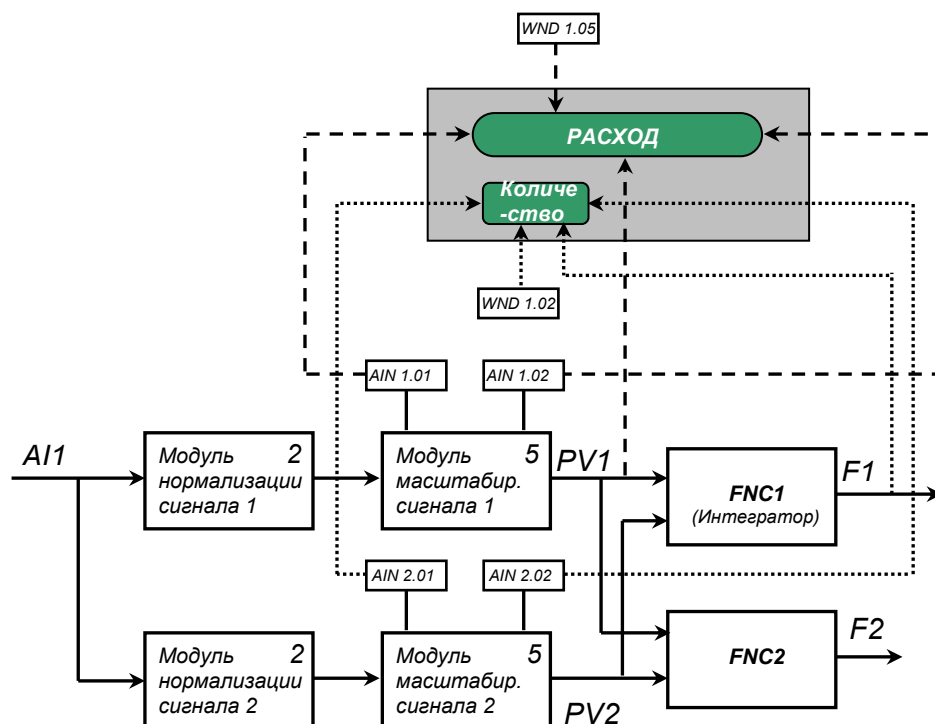 WND 1.05
РАСХОД
Количе
-ство
WND 1.02
AIN 1.01
AIN 1.02
AI1
Модуль 2
нормализации
сигнала 1
Модуль 5
масштабир.
сигнала 1
PV1
FNC1
(Интегратор)
F1
AIN 2.01
AIN 2.02
Модуль 2
нормализации
сигнала 2
Модуль 5
масштабир.
сигнала 2
PV2
FNC2
F2